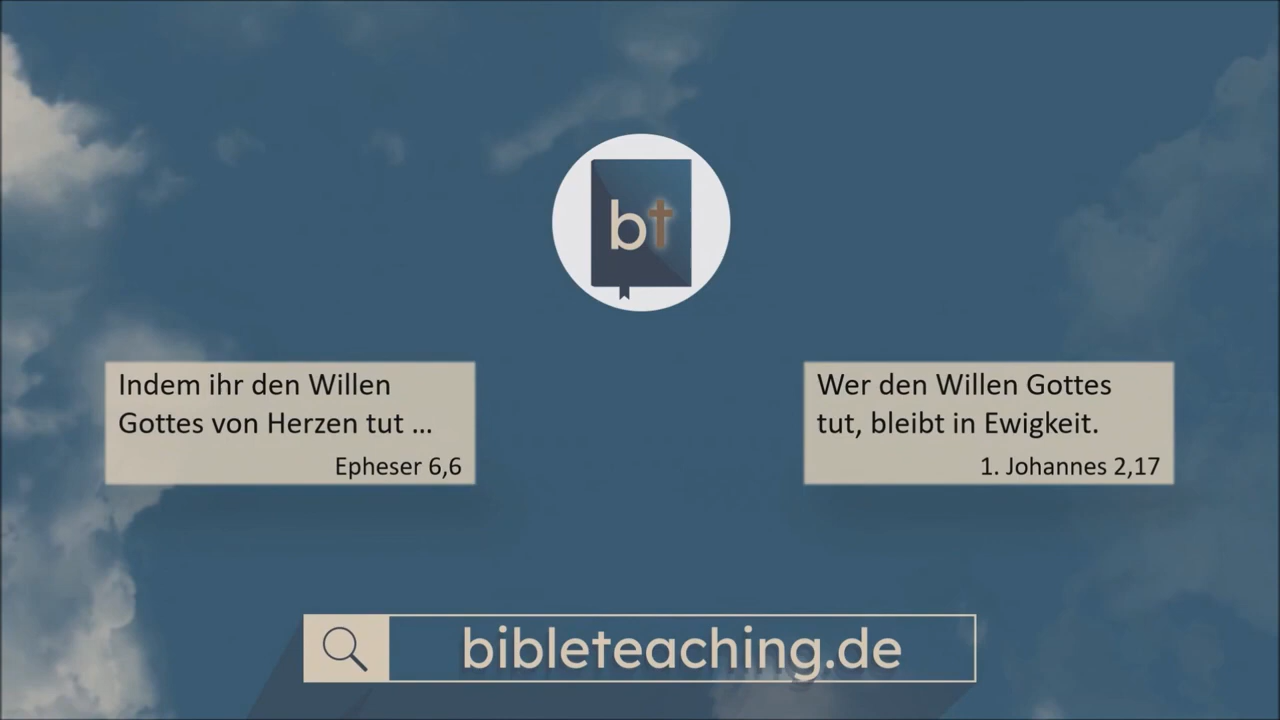 bt
Indem ihr den Willen
Gottes von Herzen tut ...
Epheser 6,6
Wer den Willen Gottes
tut, bleibt in Ewigkeit.
1. Johannes 2,17
bibleteaching.de